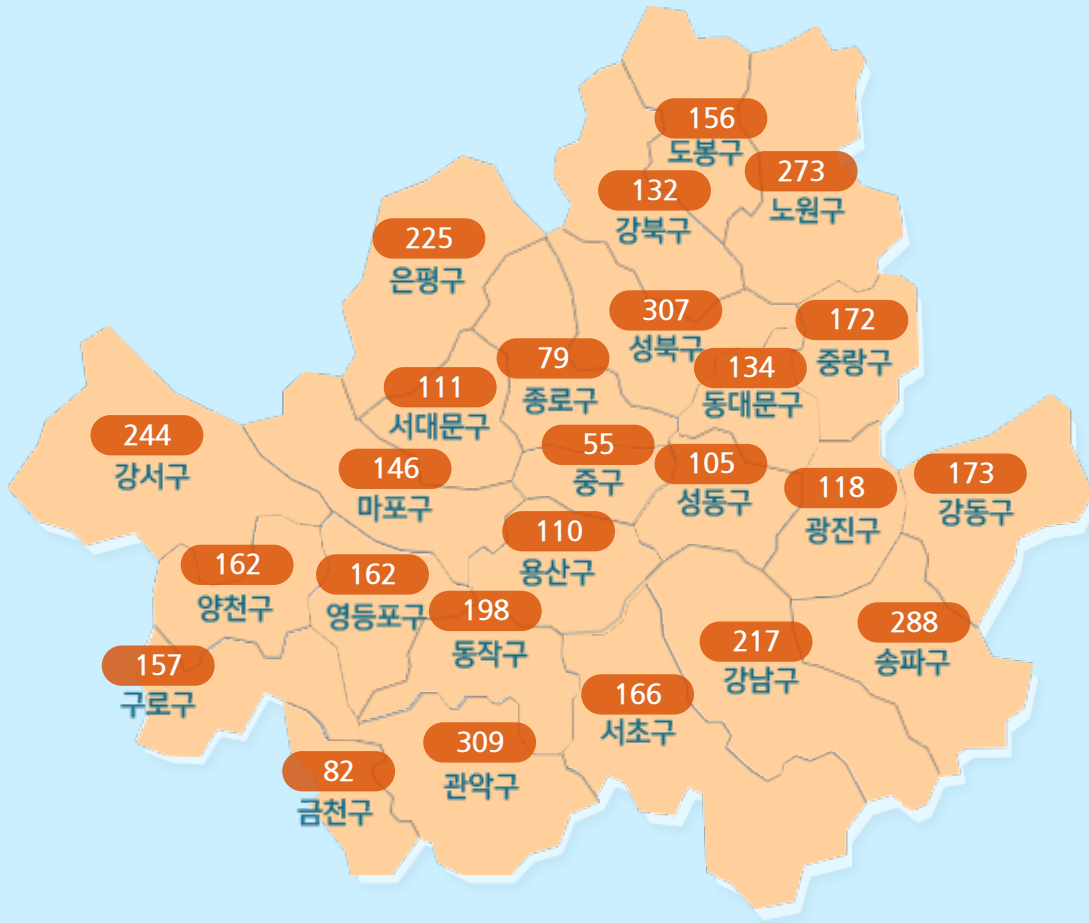 156
도봉구
273
노원구
132
강북구
225
은평구
307
성북구
172
중랑구
79
종로구
134
동대문구
111
서대문구
244
강서구
55
중구
105
성동구
146
마포구
118
광진구
173
강동구
110
용산구
162
양천구
162
영등포구
198
동작구
217
강남구
288
송파구
157
구로구
166
서초구
309
관악구
82
금천구